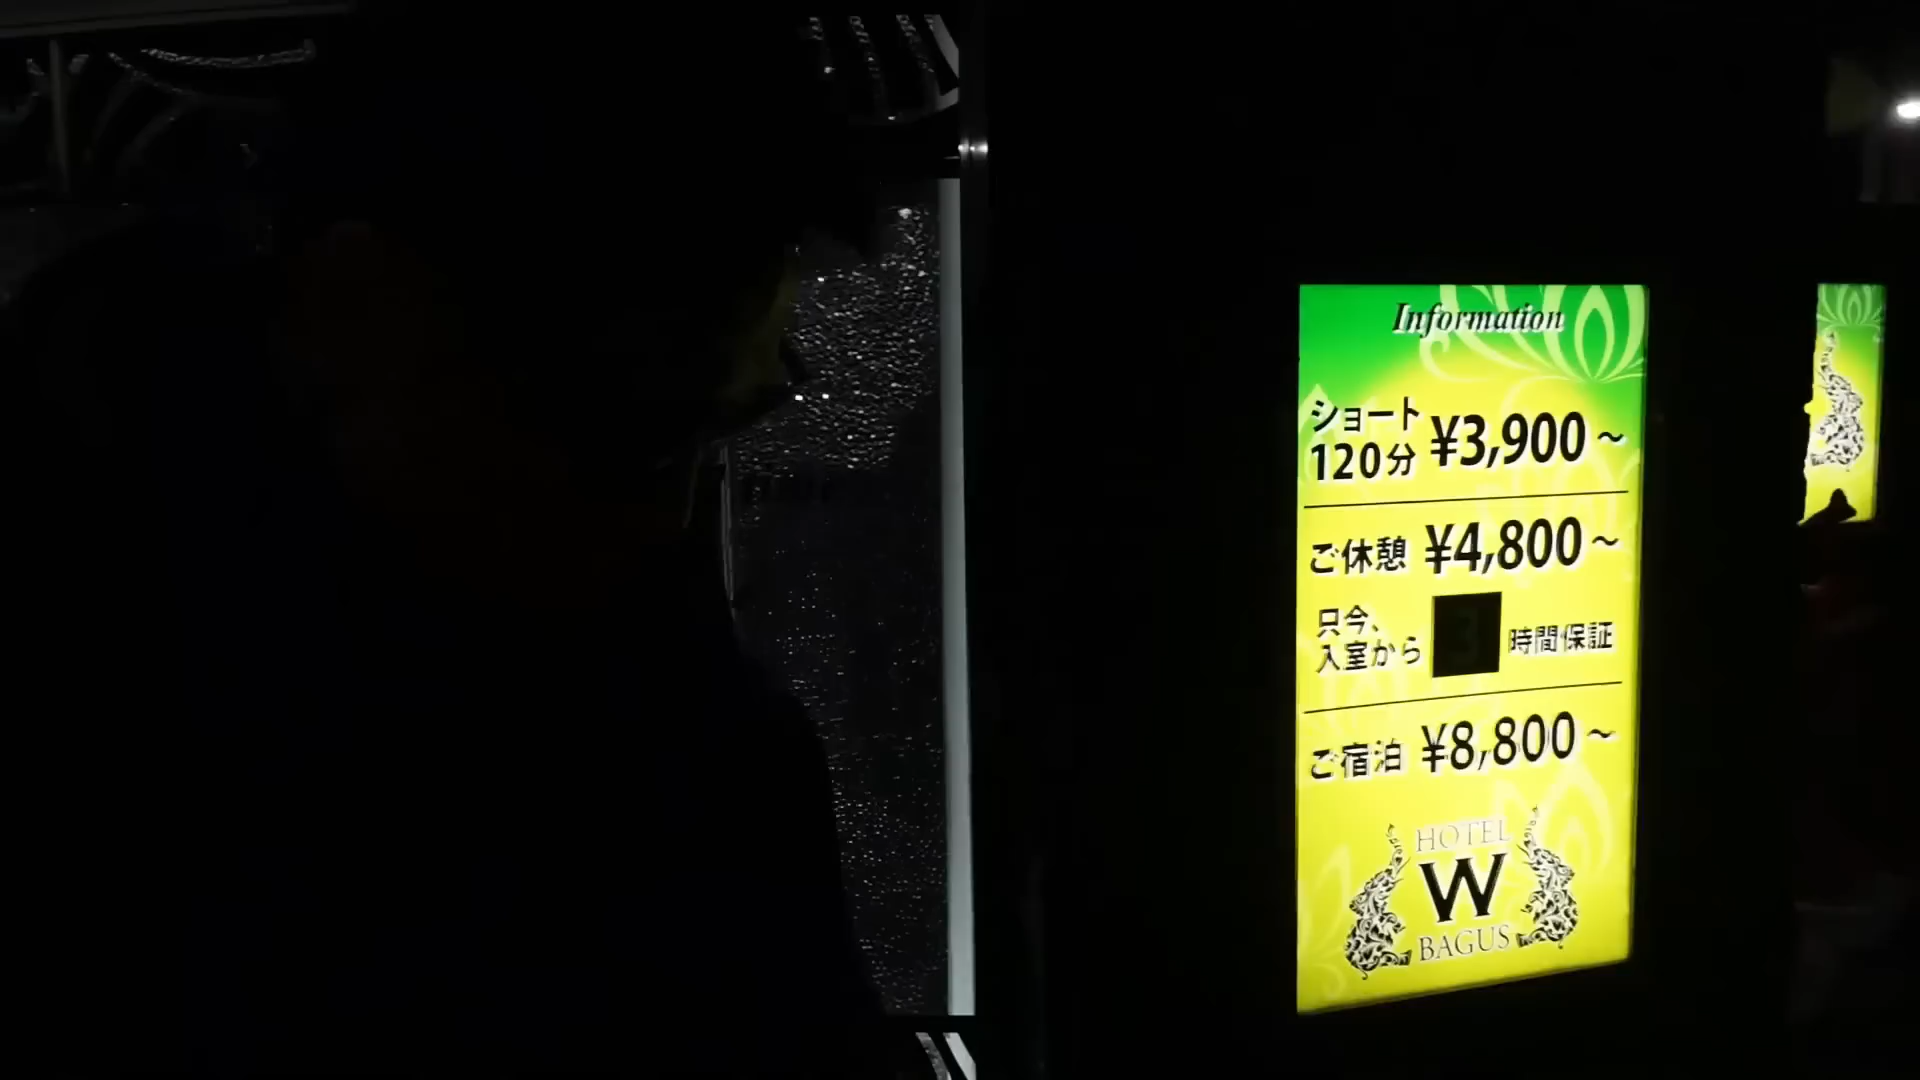 Information
ショート
120分 ¥3,900～
ご休憩 ¥4,800～
只今、
入室から 3 時間保証
ご宿泊 ¥8,800～
HOTEL
W
BAGUS